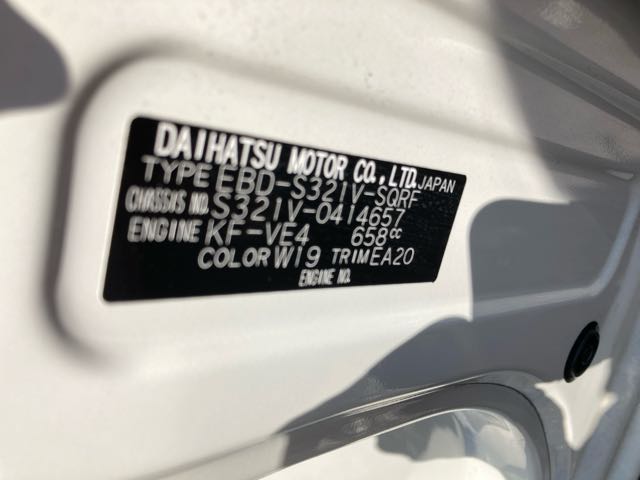 DAIHATSU MOTOR CO.,LTD. JAPAN
TYPE EBD-S321V-SQRF
CHASSIS NO. S321V-0414657
ENGINE KF-VE4 658cc
COLOR W19 TRIM EA20
ENGINE NO.